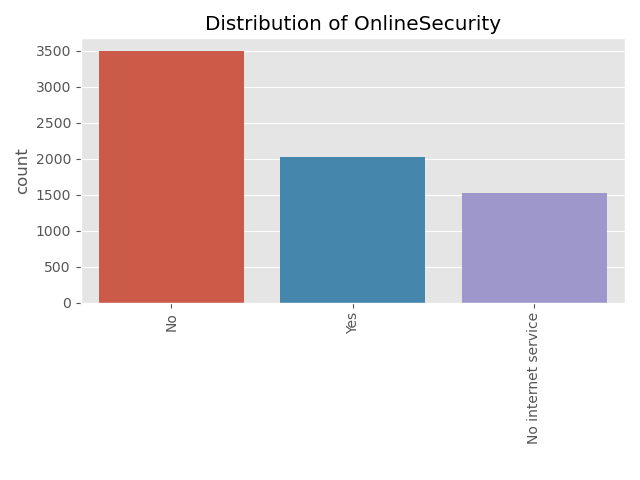 Distribution of OnlineSecurity
3500
3000
2500
2000
1500
1000
500
0
count
No
Yes
No internet service